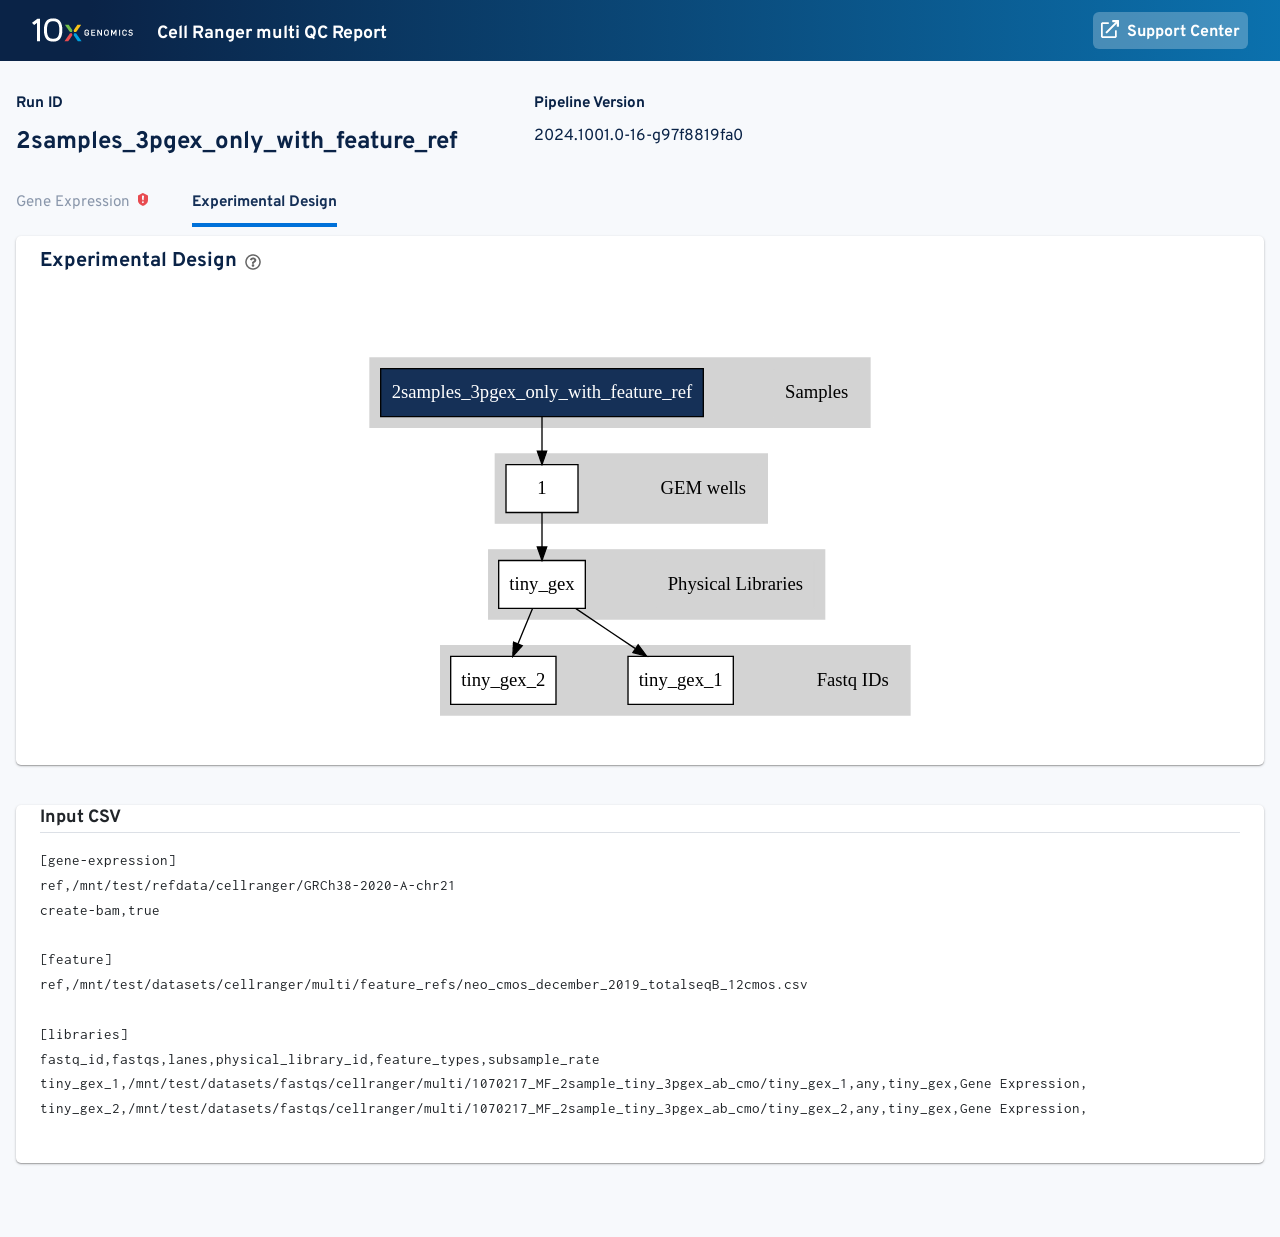 10x GENOMICS Cell Ranger multi QC Report Support Center
Run ID Pipeline Version
2samples_3pgex_only_with_feature_ref 2024.1001.0-16-g97f8819fa0
Gene Expression Experimental Design
Experimental Design
2samples_3pgex_only_with_feature_ref Samples
1 GEM wells
tiny_gex Physical Libraries
tiny_gex_2 tiny_gex_1 Fastq IDs
Input CSV
[gene-expression]
ref,/mnt/test/refdata/cellranger/GRCh38-2020-A-chr21
create-bam,true
[feature]
ref,/mnt/test/datasets/cellranger/multi/feature_refs/neo_cmos_december_2019_totalseqB_12cmos.csv
[libraries]
fastq_id,fastqs,lanes,physical_library_id,feature_types,subsample_rate
tiny_gex_1,/mnt/test/datasets/fastqs/cellranger/multi/1070217_MF_2sample_tiny_3pgex_ab_cmo/tiny_gex_1,any,tiny_gex,Gene Expression,
tiny_gex_2,/mnt/test/datasets/fastqs/cellranger/multi/1070217_MF_2sample_tiny_3pgex_ab_cmo/tiny_gex_2,any,tiny_gex,Gene Expression,